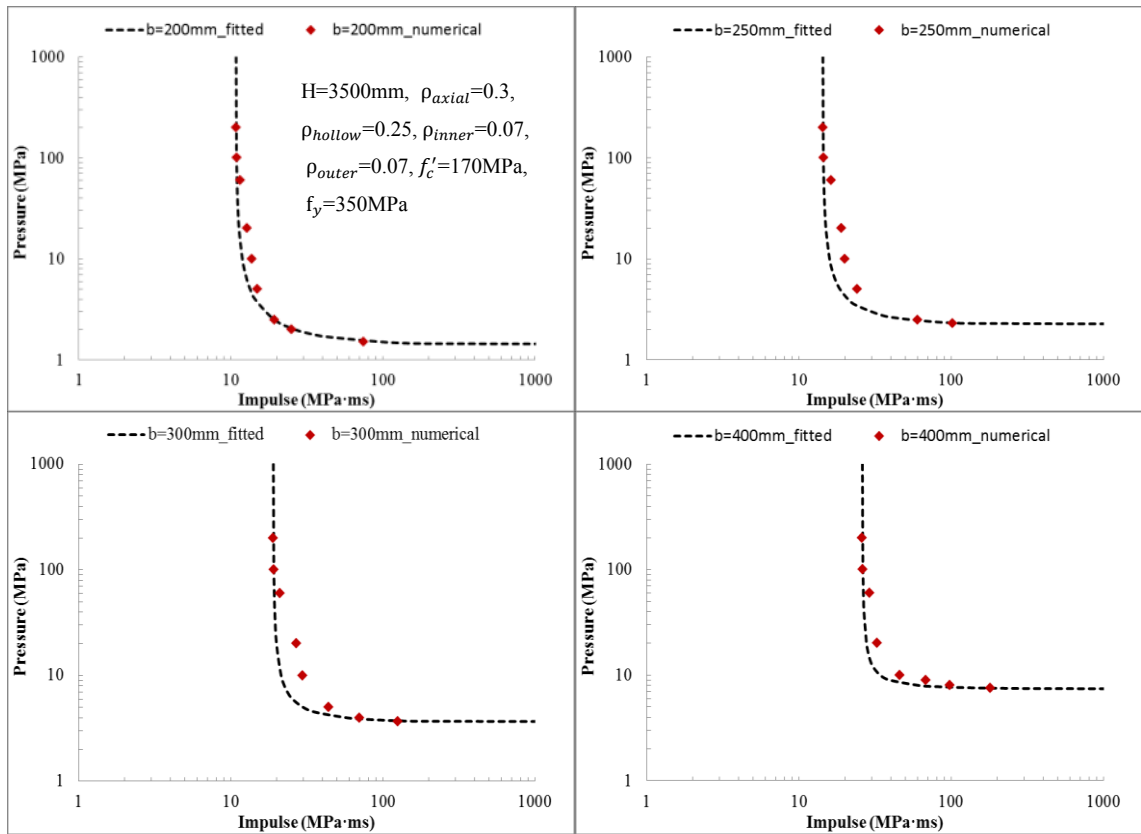 b=200mm_fitted b=200mm_numerical
1000
100
10
1
Pressure (MPa)
H=3500mm, ρaxial=0.3,
ρhollow=0.25, ρinner=0.07,
ρouter=0.07, f′c=170MPa,
fy=350MPa
1 10 100 1000
Impulse (MPa·ms)
b=250mm_fitted b=250mm_numerical
1000
100
10
1
Pressure (MPa)
1 10 100 1000
Impulse (MPa·ms)
b=300mm_fitted b=300mm_numerical
1000
100
10
1
Pressure (MPa)
1 10 100 1000
Impulse (MPa·ms)
b=400mm_fitted b=400mm_numerical
1000
100
10
1
Pressure (MPa)
1 10 100 1000
Impulse (MPa·ms)